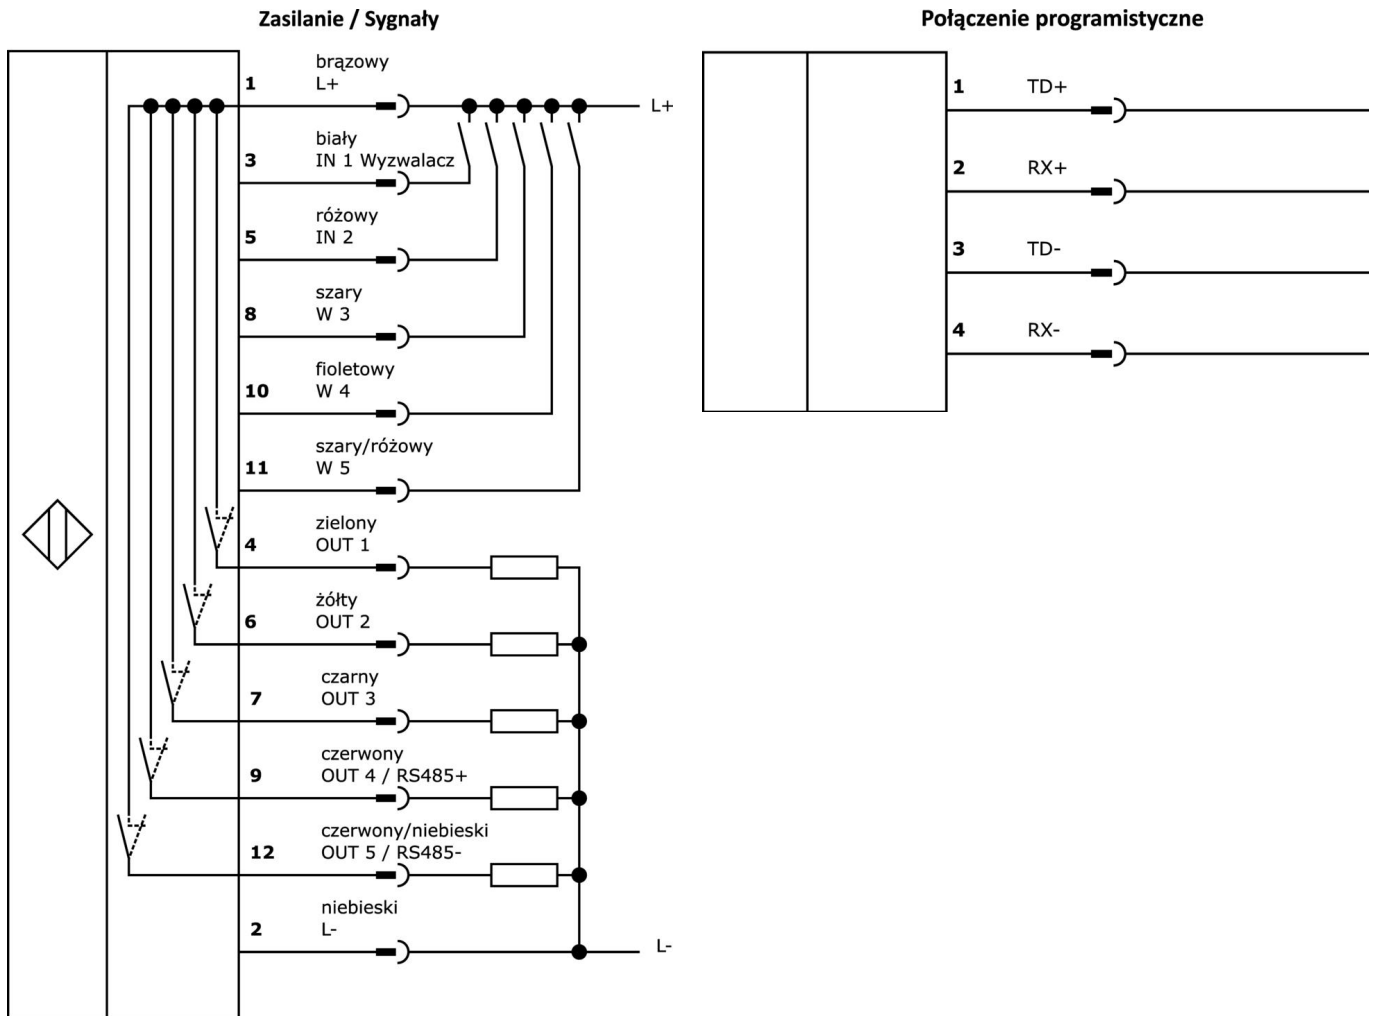 Zasilanie / Sygnały
brązowy
1 L+
L+
biały
3 IN 1 Wyzwalacz
różowy
5 IN 2
szary
8 W 3
fioletowy
10 W 4
szary/różowy
11 W 5
zielony
4 OUT 1
żółty
6 OUT 2
czarny
7 OUT 3
czerwony
9 OUT 4 / RS485+
czerwony/niebieski
12 OUT 5 / RS485-
niebieski
2 L-
L-
Połączenie programistyczne
1 TD+
2 RX+
3 TD-
4 RX-